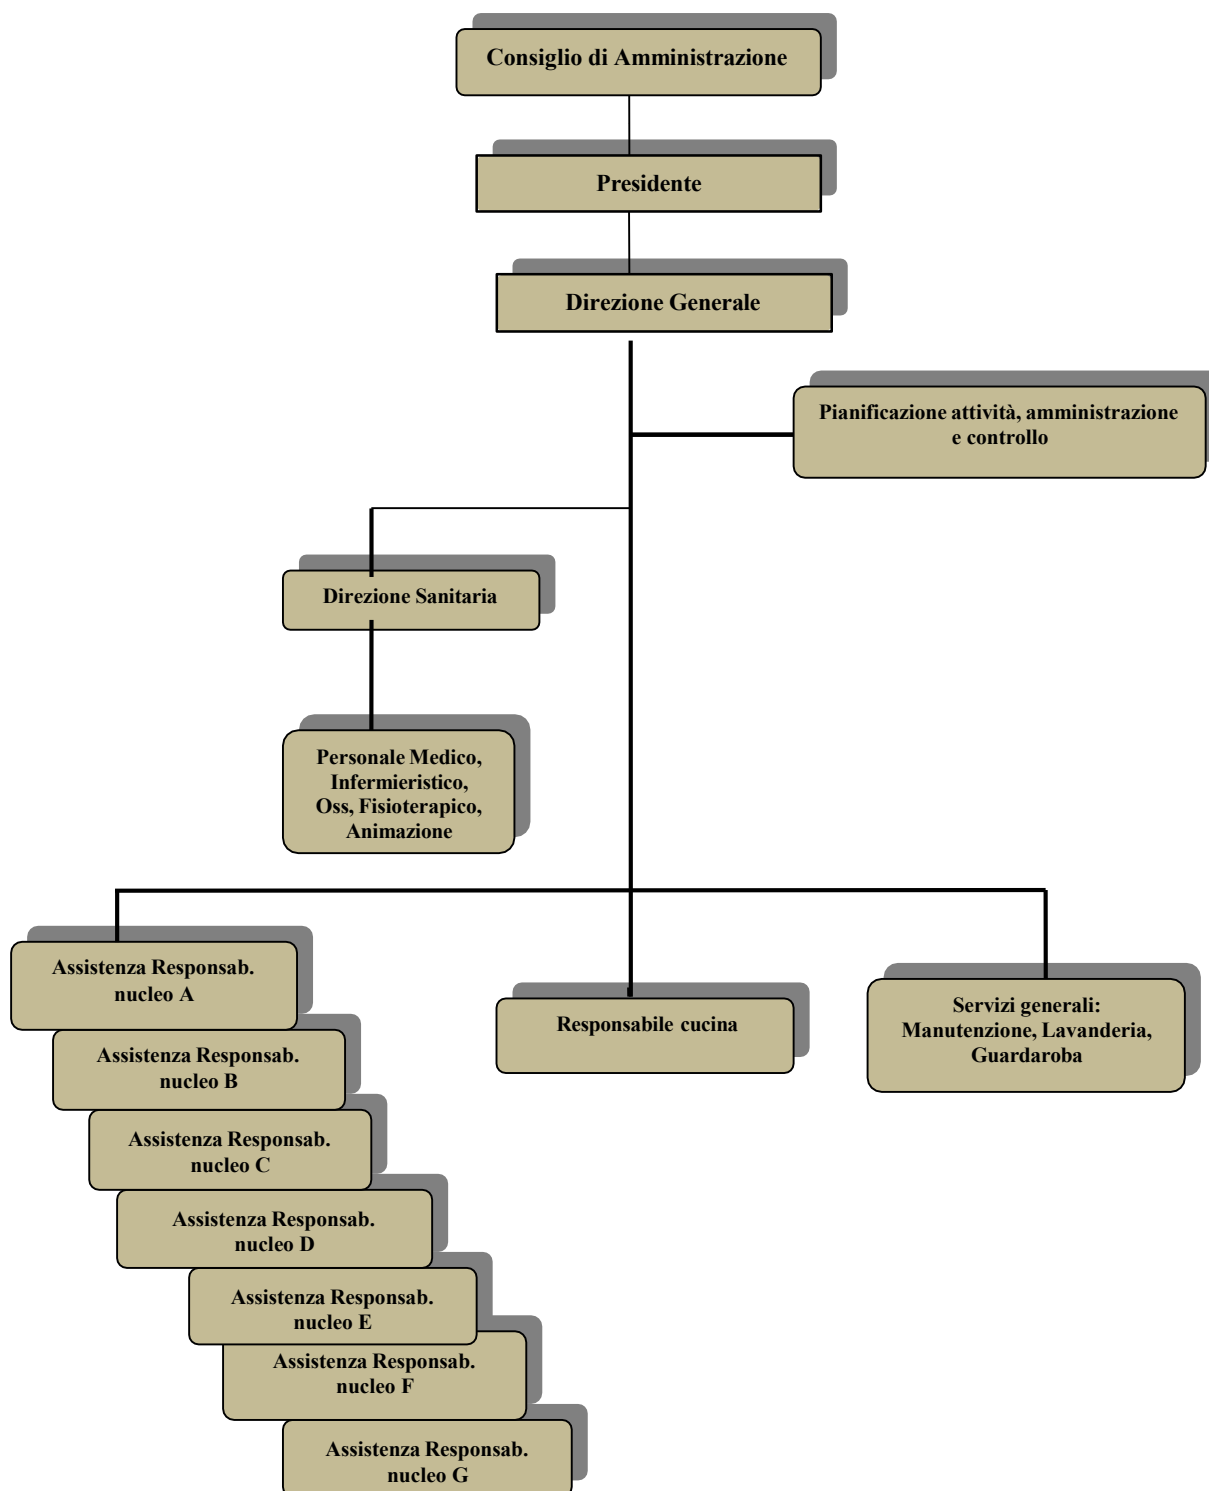 Consiglio di Amministrazione
Presidente
Direzione Generale
Pianificazione attività, amministrazione
e controllo
Direzione Sanitaria
Personale Medico,
Infermieristico,
Oss, Fisioterapico,
Animazione
Assistenza Responsab.
nucleo A
Responsabile cucina
Servizi generali:
Manutenzione, Lavanderia,
Guardaroba
Assistenza Responsab.
nucleo B
Assistenza Responsab.
nucleo C
Assistenza Responsab.
nucleo D
Assistenza Responsab.
nucleo E
Assistenza Responsab.
nucleo F
Assistenza Responsab.
nucleo G